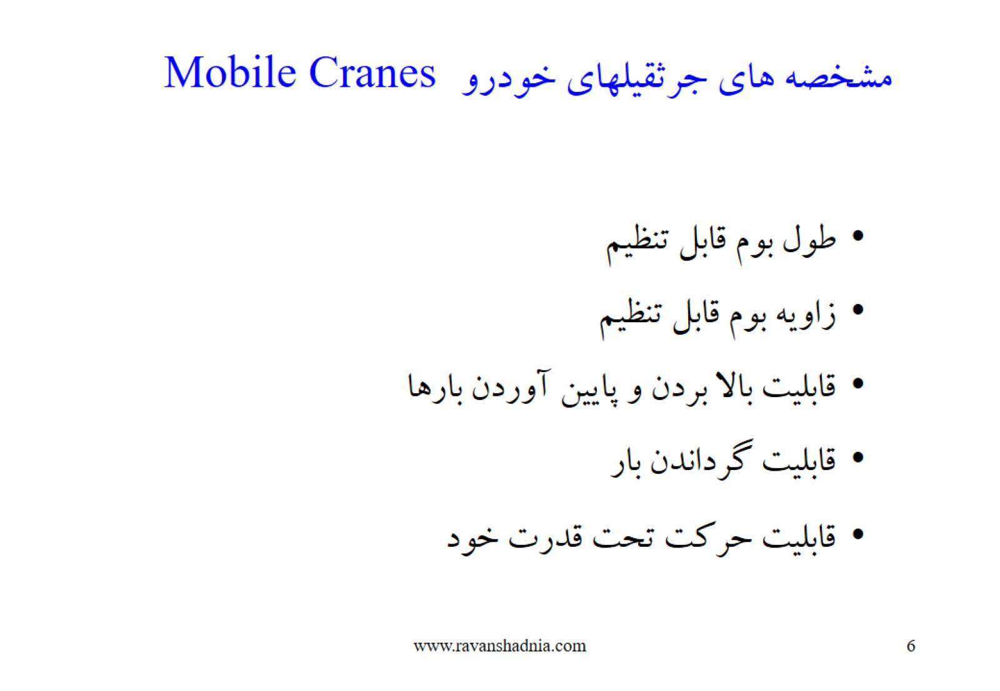 مشخصه های جرثقیلهای خودرو Mobile Cranes
• طول بوم قابل تنظیم
• زاویه بوم قابل تنظیم
• قابلیت بالا بردن و پایین آوردن بارها
• قابلیت گرداندن بار
• قابلیت حرکت تحت قدرت خود
www.ravanshadnia.com
6